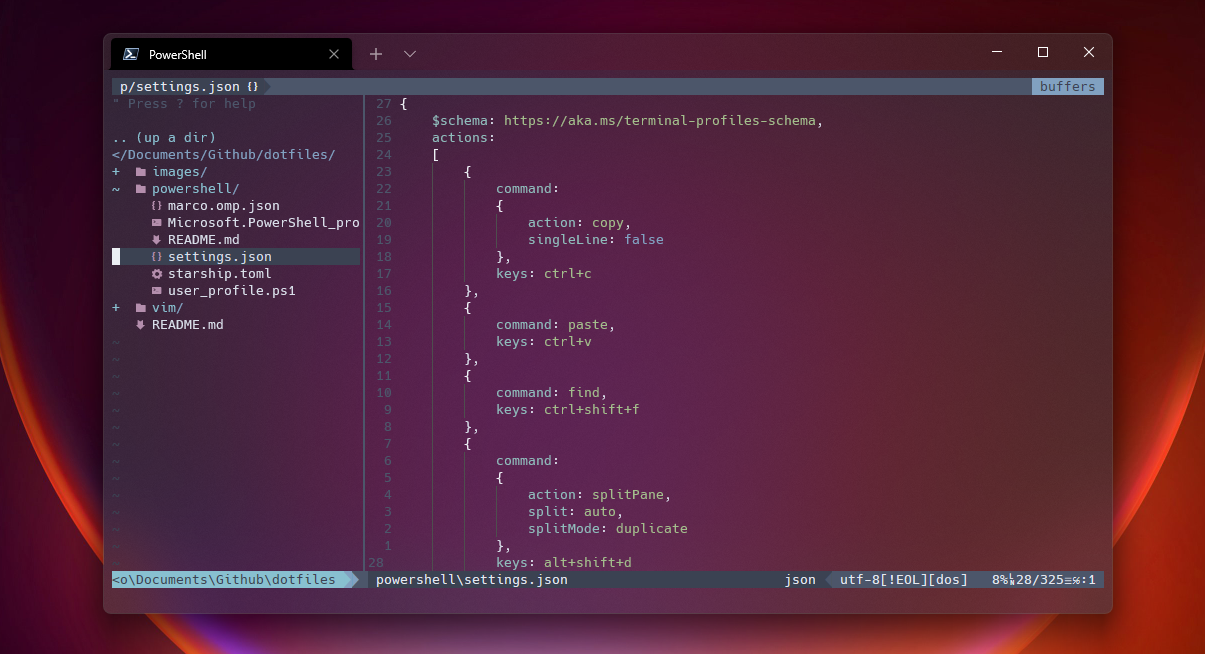 PowerShell
p/settings.json {} buffers
" Press ? for help
.. (up a dir)
</Documents/Github/dotfiles/
+ images/
~ powershell/
{} marco.omp.json
Microsoft.PowerShell_pro
README.md
{} settings.json
starship.toml
user_profile.ps1
+ vim/
README.md
~
~
~
~
~
~
~
~
~
~
~
~
~
27 {
26 $schema: https://aka.ms/terminal-profiles-schema,
25 actions:
24 [
23 {
22 command:
21 {
20 action: copy,
19 singleLine: false
18 },
17 keys: ctrl+c
16 },
15 {
14 command: paste,
13 keys: ctrl+v
12 },
11 {
10 command: find,
9 keys: ctrl+shift+f
8 },
7 {
6 command:
5 {
4 action: splitPane,
3 split: auto,
2 splitMode: duplicate
1 },
28 keys: alt+shift+d
<o\Documents\Github\dotfiles powershell\settings.json json utf-8[!EOL][dos] 8% 28/325 :1